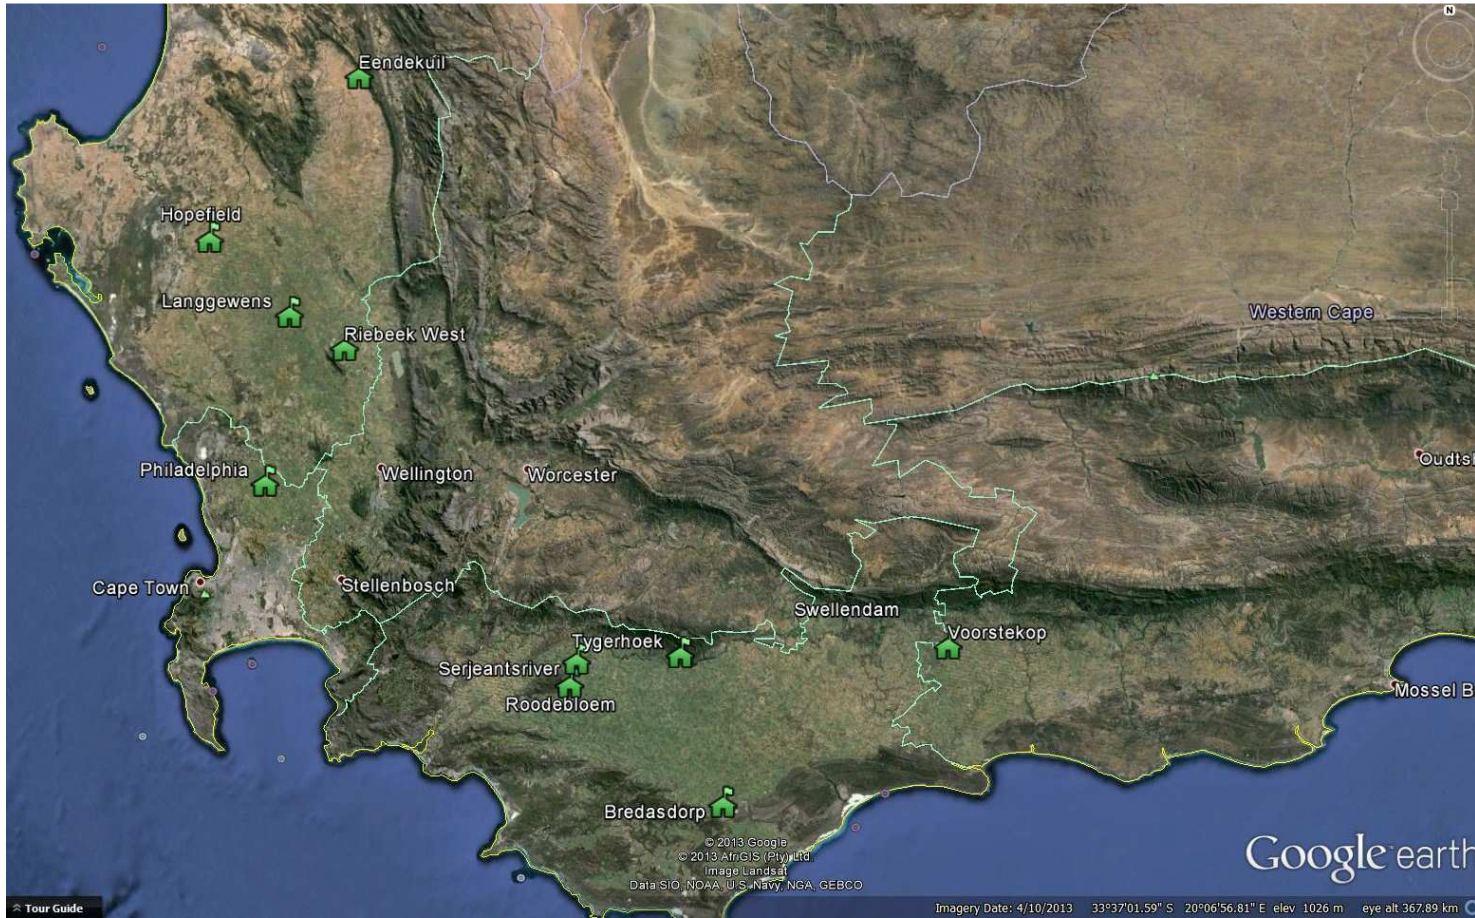 N
Eendekuil
Hopefield
Langgewens
Riebeek West
Western Cape
Philadelphia
Wellington
Worcester
Oudtsh
Cape Town
Stellenbosch
Swellendam
Voorstekop
Tygerhoek
Serjeantsriver
Roodebloem
Mossel B
Bredasdorp
© 2013 Google
© 2013 AfriGIS (Pty) Ltd.
Image Landsat
Data SIO, NOAA, U.S. Navy, NGA, GEBCO
Google earth
Tour Guide
Imagery Date: 4/10/2013 33°37'01.59" S 20°06'56.81" E elev 1026 m eye alt 367.89 km